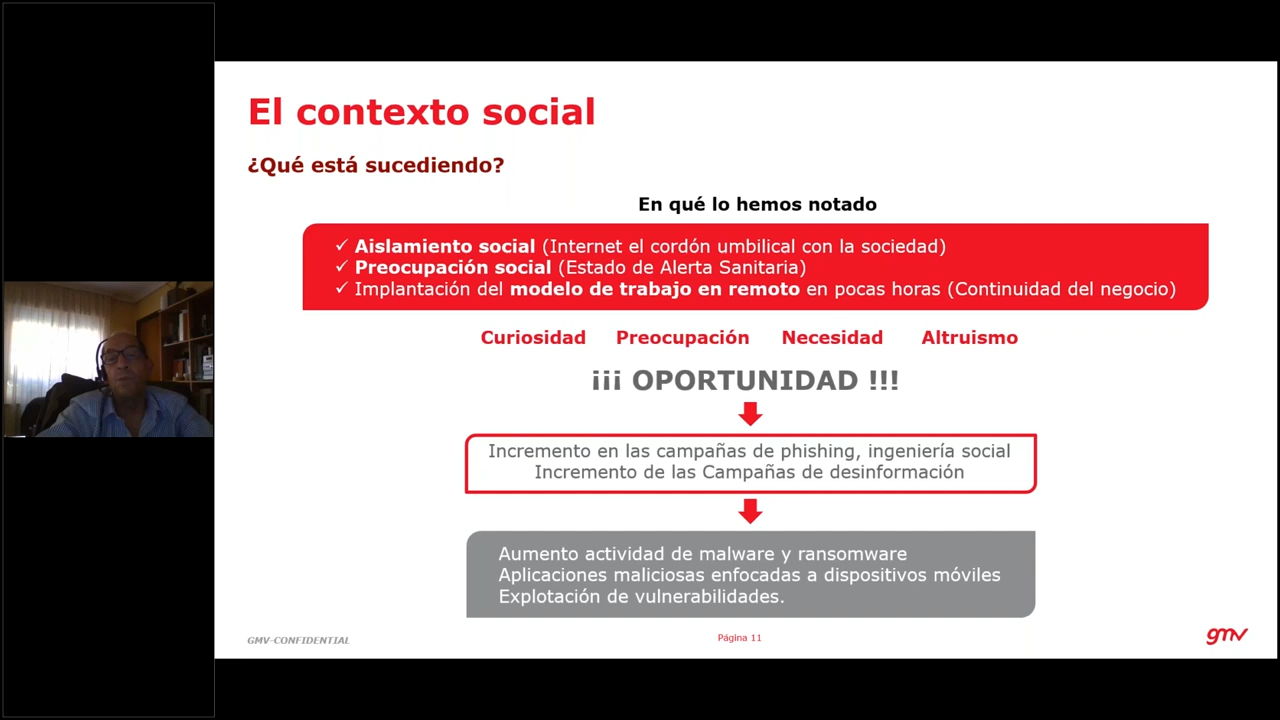 El contexto social
¿Qué está sucediendo?
En qué lo hemos notado
✓ Aislamiento social (Internet el cordón umbilical con la sociedad)
✓ Preocupación social (Estado de Alerta Sanitaria)
✓ Implantación del modelo de trabajo en remoto en pocas horas (Continuidad del negocio)
Curiosidad Preocupación Necesidad Altruismo
¡¡¡ OPORTUNIDAD !!!
Incremento en las campañas de phishing, ingeniería social
Incremento de las Campañas de desinformación
Aumento actividad de malware y ransomware
Aplicaciones maliciosas enfocadas a dispositivos móviles
Explotación de vulnerabilidades.
GMV-CONFIDENTIAL
Página 11
gmv